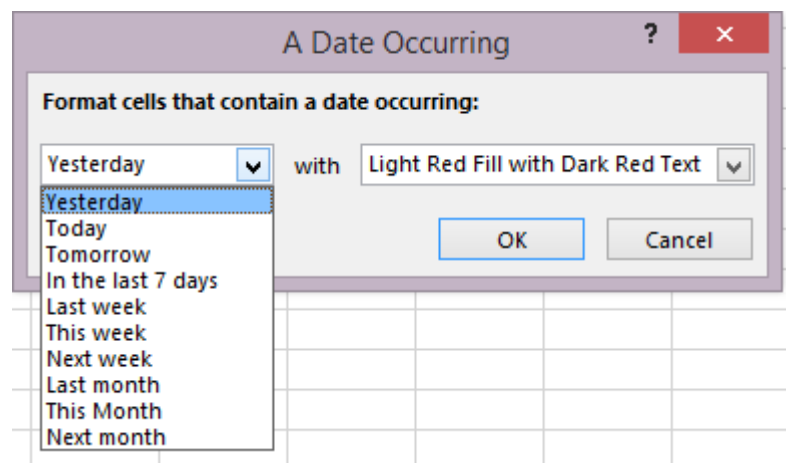 A Date Occurring ?
Format cells that contain a date occurring:
Yesterday with Light Red Fill with Dark Red Text
Yesterday
Today
Tomorrow
In the last 7 days
Last week
This week
Next week
Last month
This Month
Next month
OK Cancel